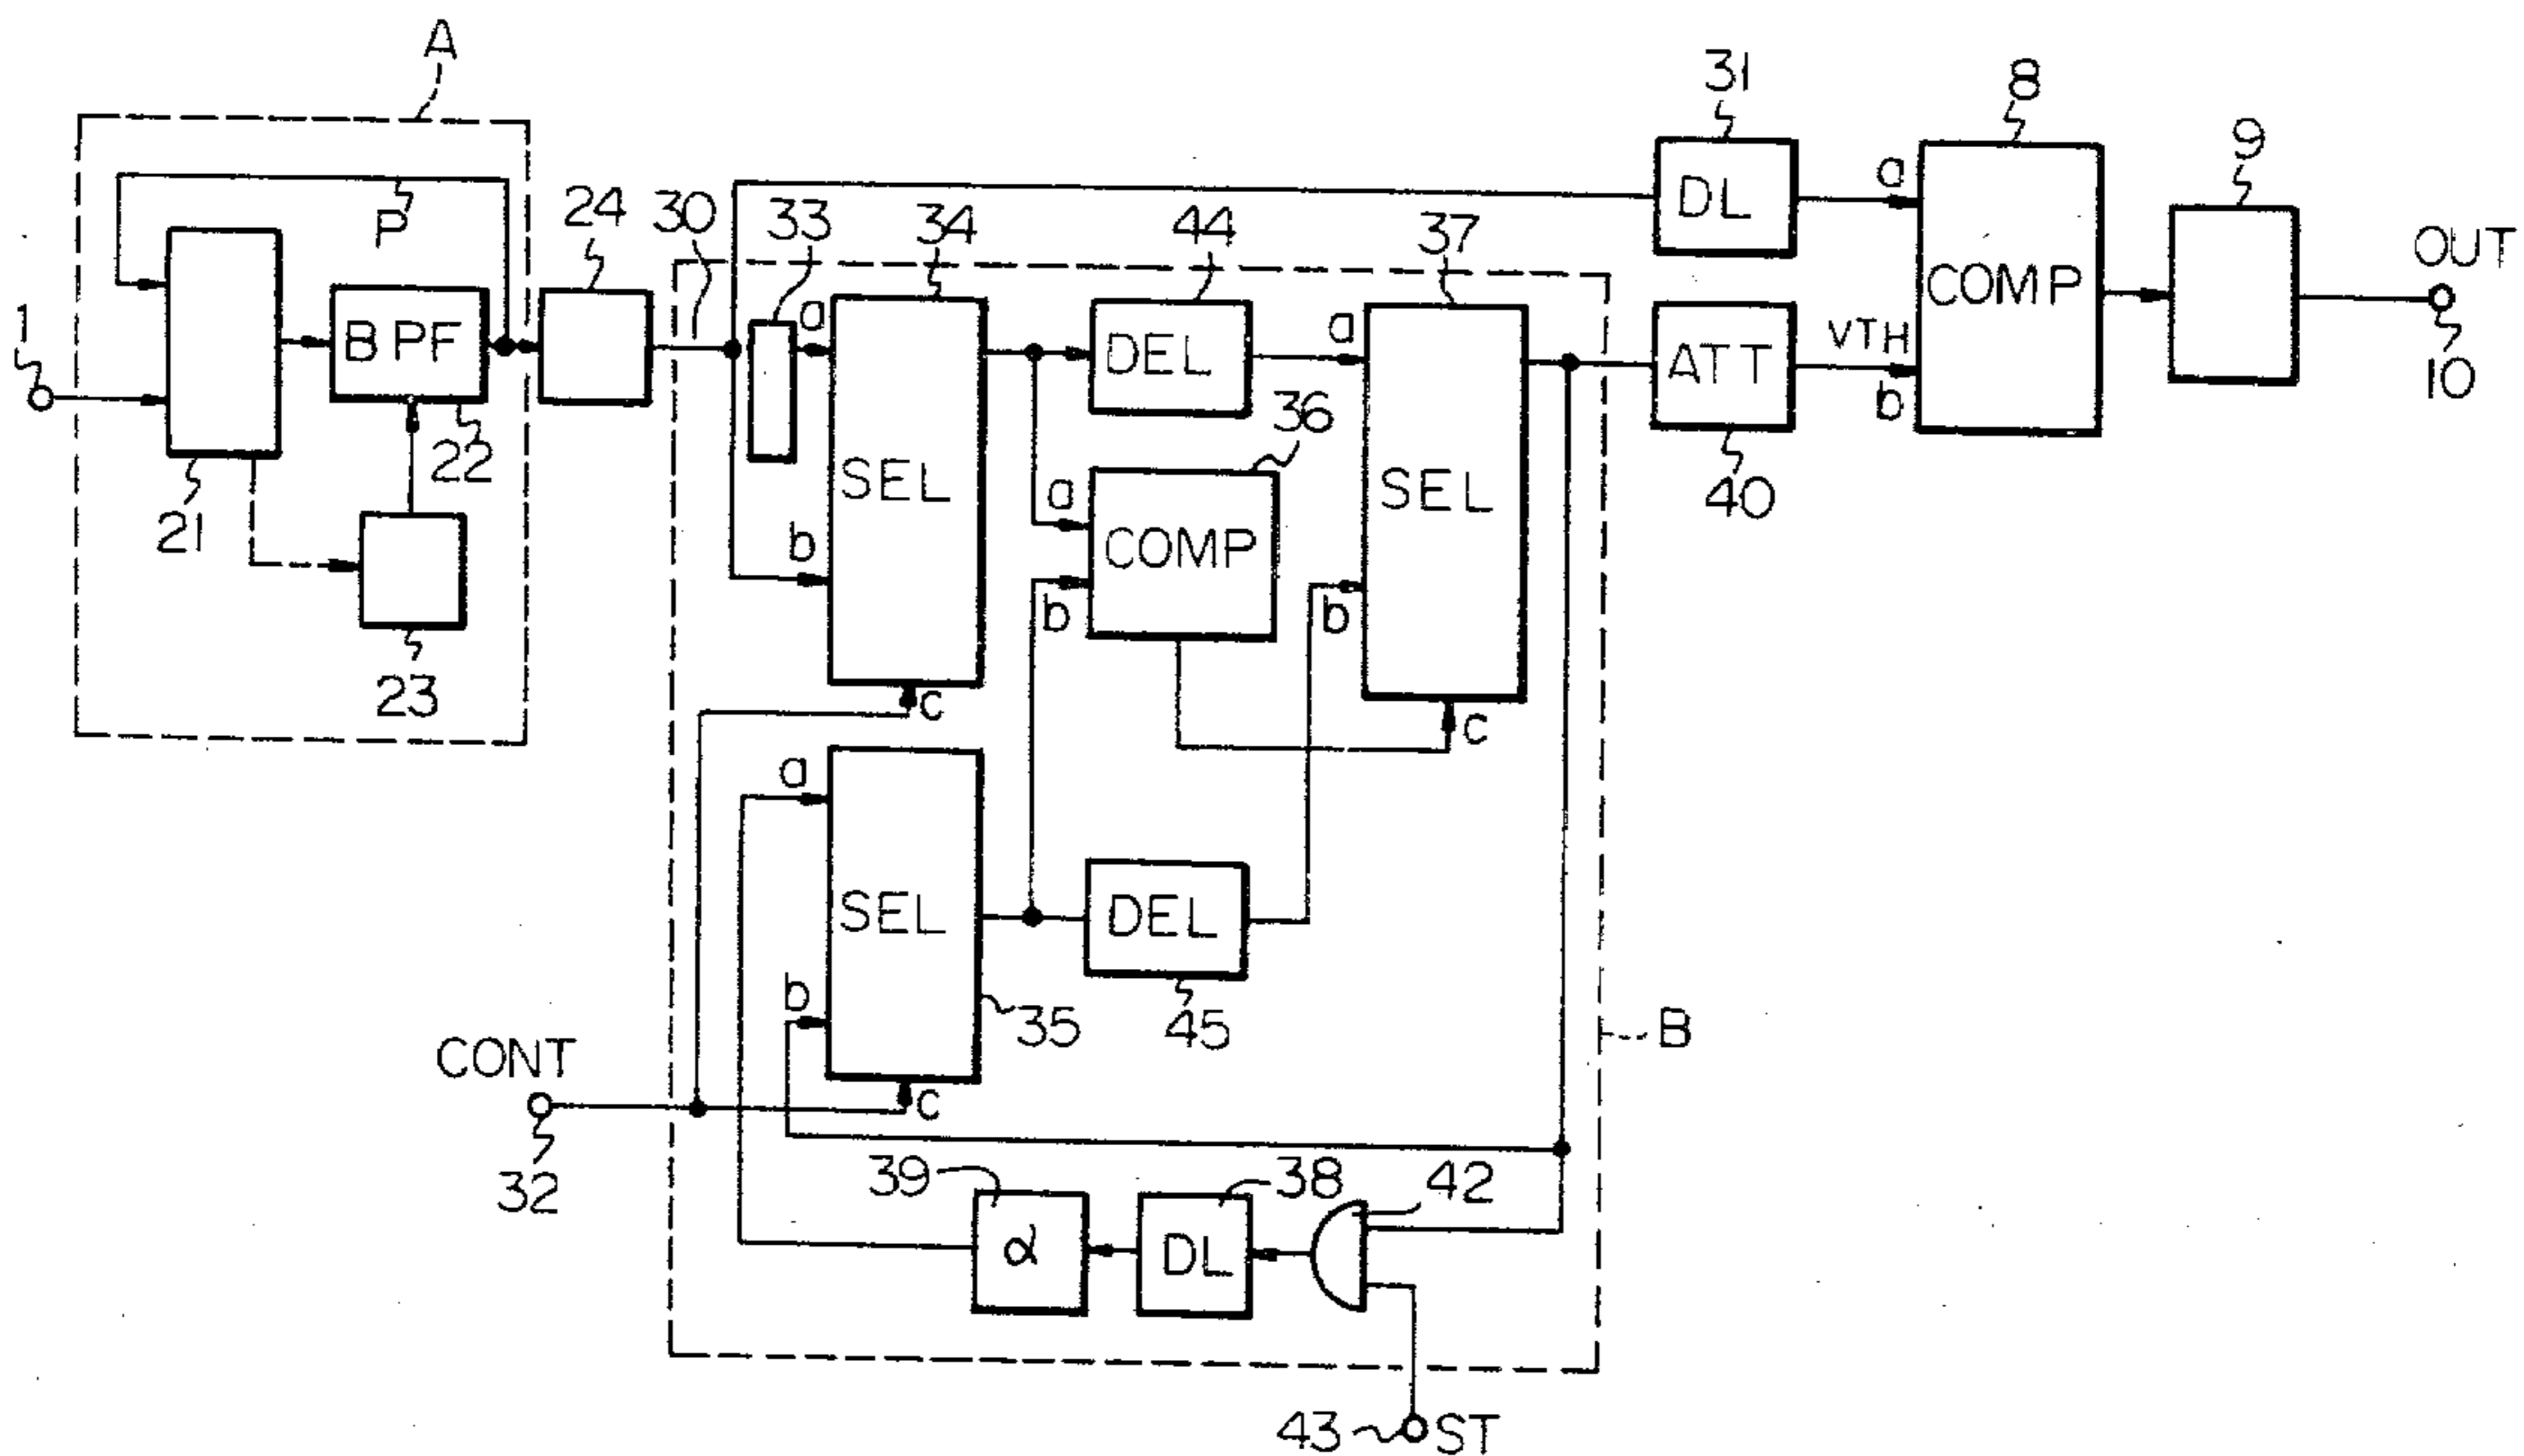 A
31
8
9
P
24
30
33
34
44
37
DL
a
COMP
OUT
10
1
BPF
a
DEL
a
ATT
VTH
b
22
21
23
SEL
36
a
COMP
b
SEL
b
40
b
c
c
a
SEL
DEL
b
35
45
B
CONT
32
c
39
38
42
α
DL
43
ST